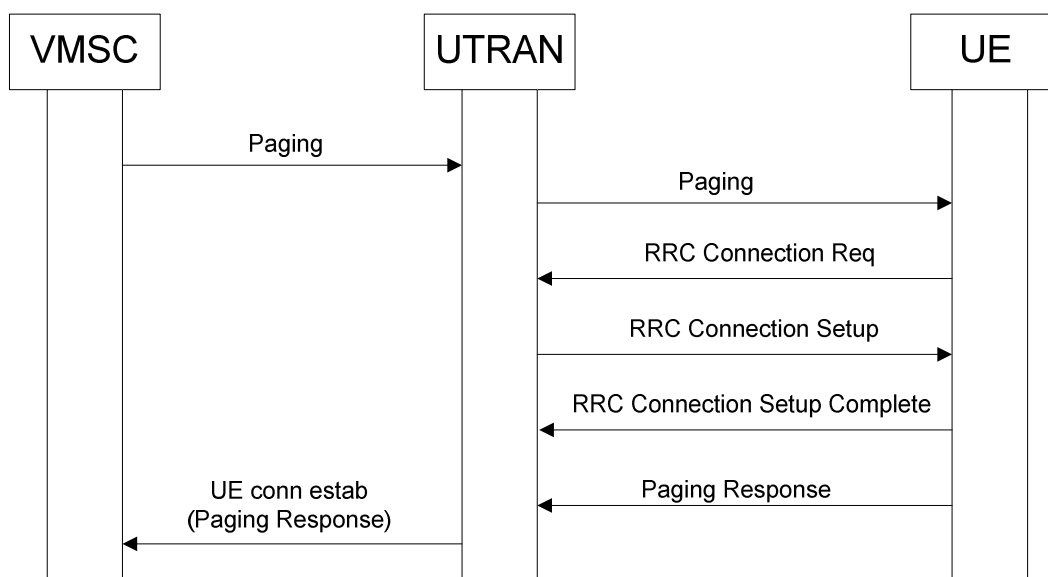 VMSC
UTRAN
UE
Paging
Paging
RRC Connection Req
RRC Connection Setup
RRC Connection Setup Complete
Paging Response
UE conn estab
(Paging Response)